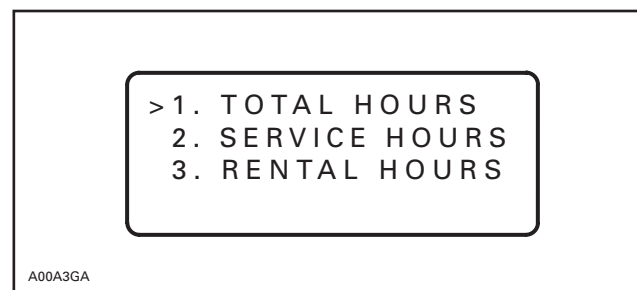 >1. TOTAL HOURS
2. SERVICE HOURS
3. RENTAL HOURS
A00A3GA